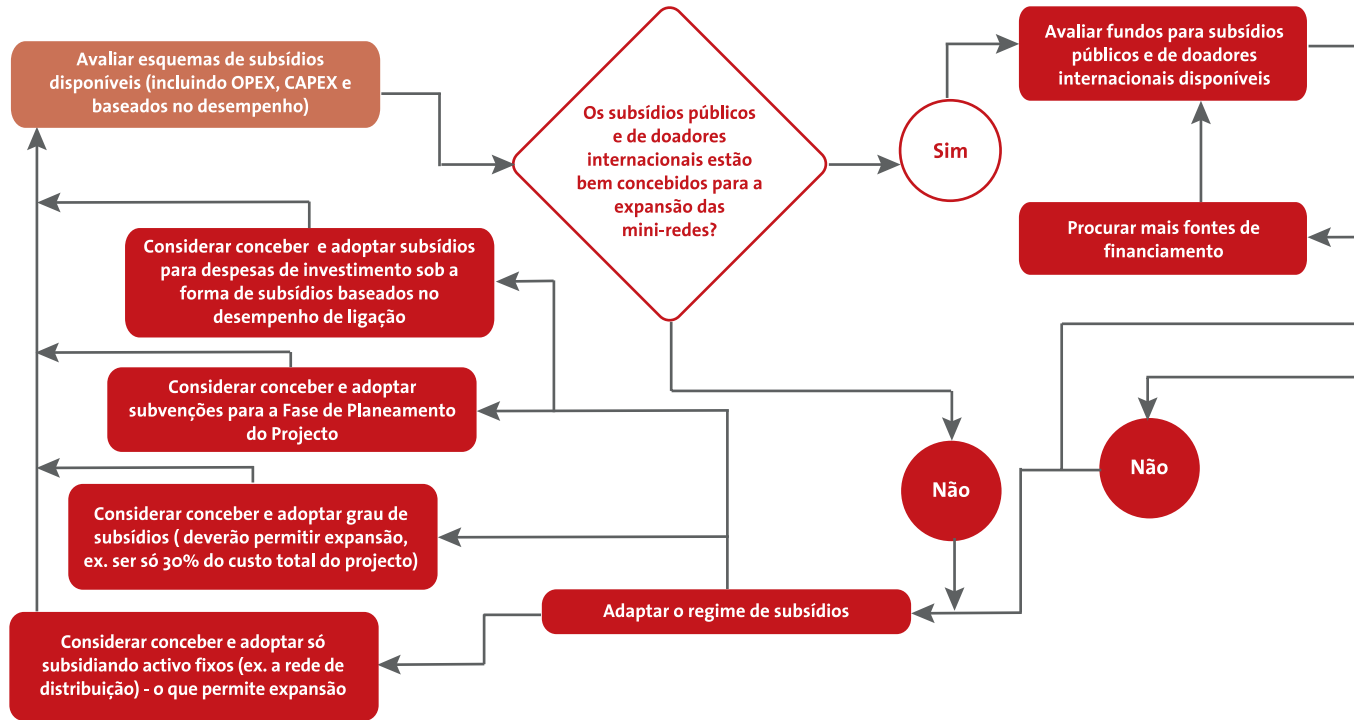 Avaliar esquemas de subsídios
disponíveis (incluindo OPEX, CAPEX e
baseados no desempenho)
Os subsídios públicos
e de doadores
internacionais estão
bem concebidos para a
expansão das
mini-redes?
Sim
Avaliar fundos para subsídios
públicos e de doadores
internacionais disponíveis
Procurar mais fontes de
financiamento
Considerar conceber e adoptar subsídios
para despesas de investimento sob a
forma de subsídios baseados no
desempenho de ligação
Considerar conceber e adoptar
subvenções para a Fase de Planeamento
do Projecto
Considerar conceber e adoptar grau de
subsídios ( deverão permitir expansão,
ex. ser só 30% do custo total do projecto)
Considerar conceber e adoptar só
subsidiando activo fixos (ex. a rede de
distribuição) - o que permite expansão
Adaptar o regime de subsídios
Não
Não